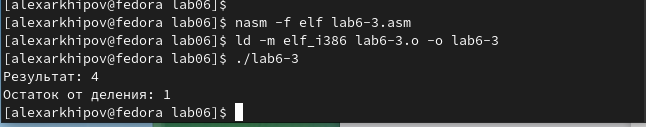 [alexarkhipov@fedora lab06]$
[alexarkhipov@fedora lab06]$ nasm -f elf lab6-3.asm
[alexarkhipov@fedora lab06]$ ld -m elf_i386 lab6-3.o -o lab6-3
[alexarkhipov@fedora lab06]$ ./lab6-3
Результат: 4
Остаток от деления: 1
[alexarkhipov@fedora lab06]$